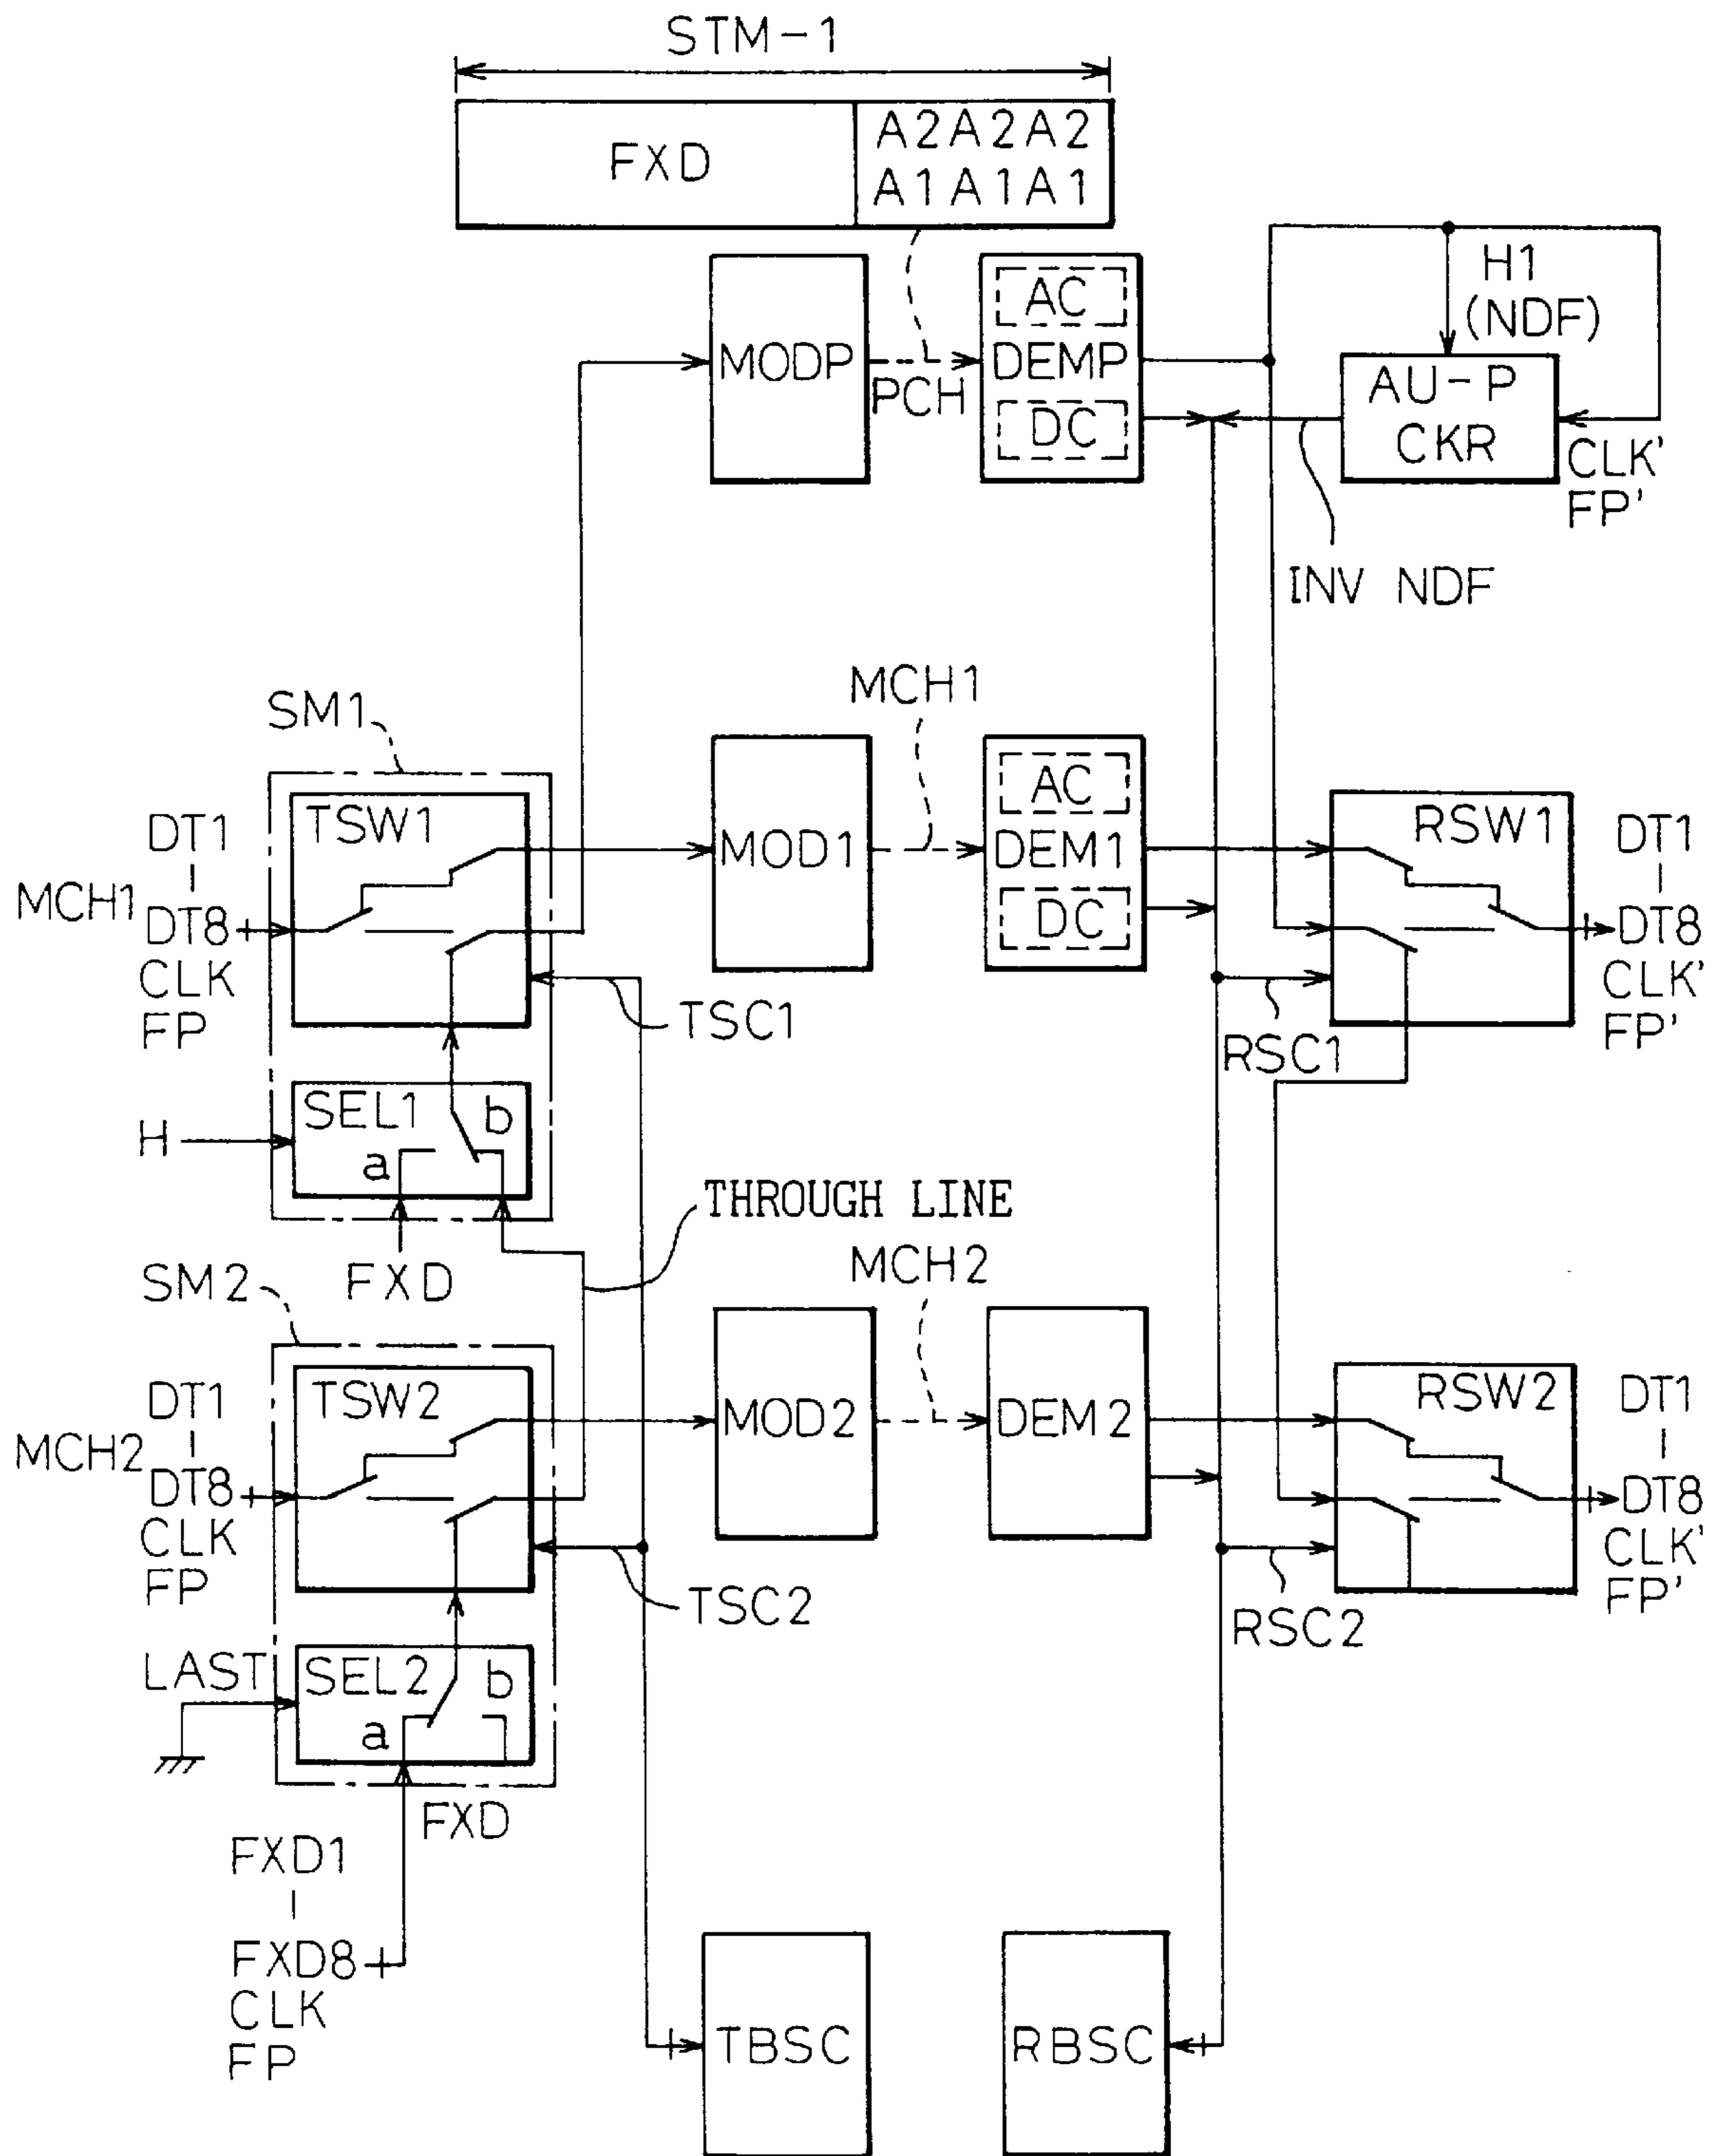 STM-1
FXD
A2A2A2
A1A1A1
MODP
PCH
AC
DEMP
DC
H1
(NDF)
AU-P
CKR
CLK'
FP'
INV NDF
SM1
MCH1
DT1
MCH1
DT8
CLK
FP
TSW1
MOD1
AC
DEM1
DC
RSW1
DT1
DT8
CLK'
FP'
TSC1
RSC1
H
SEL1
a
b
FXD
THROUGH LINE
SM2
MCH2
DT1
MCH2
DT8
CLK
FP
TSW2
MOD2
DEM2
RSW2
DT1
DT8
CLK'
FP'
TSC2
RSC2
LAST
SEL2
a
b
FXD
FXD1
FXD8
CLK
FP
TBSC
RBSC